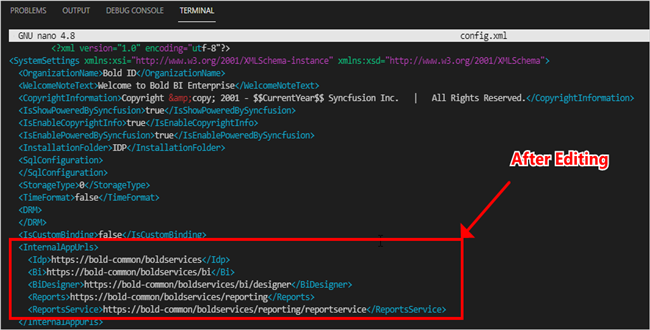 PROBLEMS OUTPUT DEBUG CONSOLE TERMINAL
GNU nano 4.8 config.xml
<?xml version="1.0" encoding="utf-8"?>
<SystemSettings xmlns:xsi="http://www.w3.org/2001/XMLSchema-instance" xmlns:xsd="http://www.w3.org/2001/XMLSchema">
<OrganizationName>Bold ID</OrganizationName>
<WelcomeNoteText>Welcome to Bold BI Enterprise</WelcomeNoteText>
<CopyrightInformation>Copyright &amp;copy; 2001 - $$CurrentYear$$ Syncfusion Inc. | All Rights Reserved.</CopyrightInformation>
<IsShowPoweredBySyncfusion>true</IsShowPoweredBySyncfusion>
<IsEnableCopyrightInfo>true</IsEnableCopyrightInfo>
<IsEnablePoweredBySyncfusion>true</IsEnablePoweredBySyncfusion>
<InstallationFolder>IDP</InstallationFolder>
<SqlConfiguration>
</SqlConfiguration>
<StorageType>0</StorageType>
<TimeFormat>false</TimeFormat>
<DRM>
</DRM>
<IsCustomBinding>false</IsCustomBinding>
<InternalAppUrls>
<Idp>https://bold-common/boldservices</Idp>
<Bi>https://bold-common/boldservices/bi</Bi>
<BiDesigner>https://bold-common/boldservices/bi/designer</BiDesigner>
<Reports>https://bold-common/boldservices/reporting</Reports>
<ReportsService>https://bold-common/boldservices/reporting/reportservice</ReportsService>
</InternalAppUrls>
After Editing